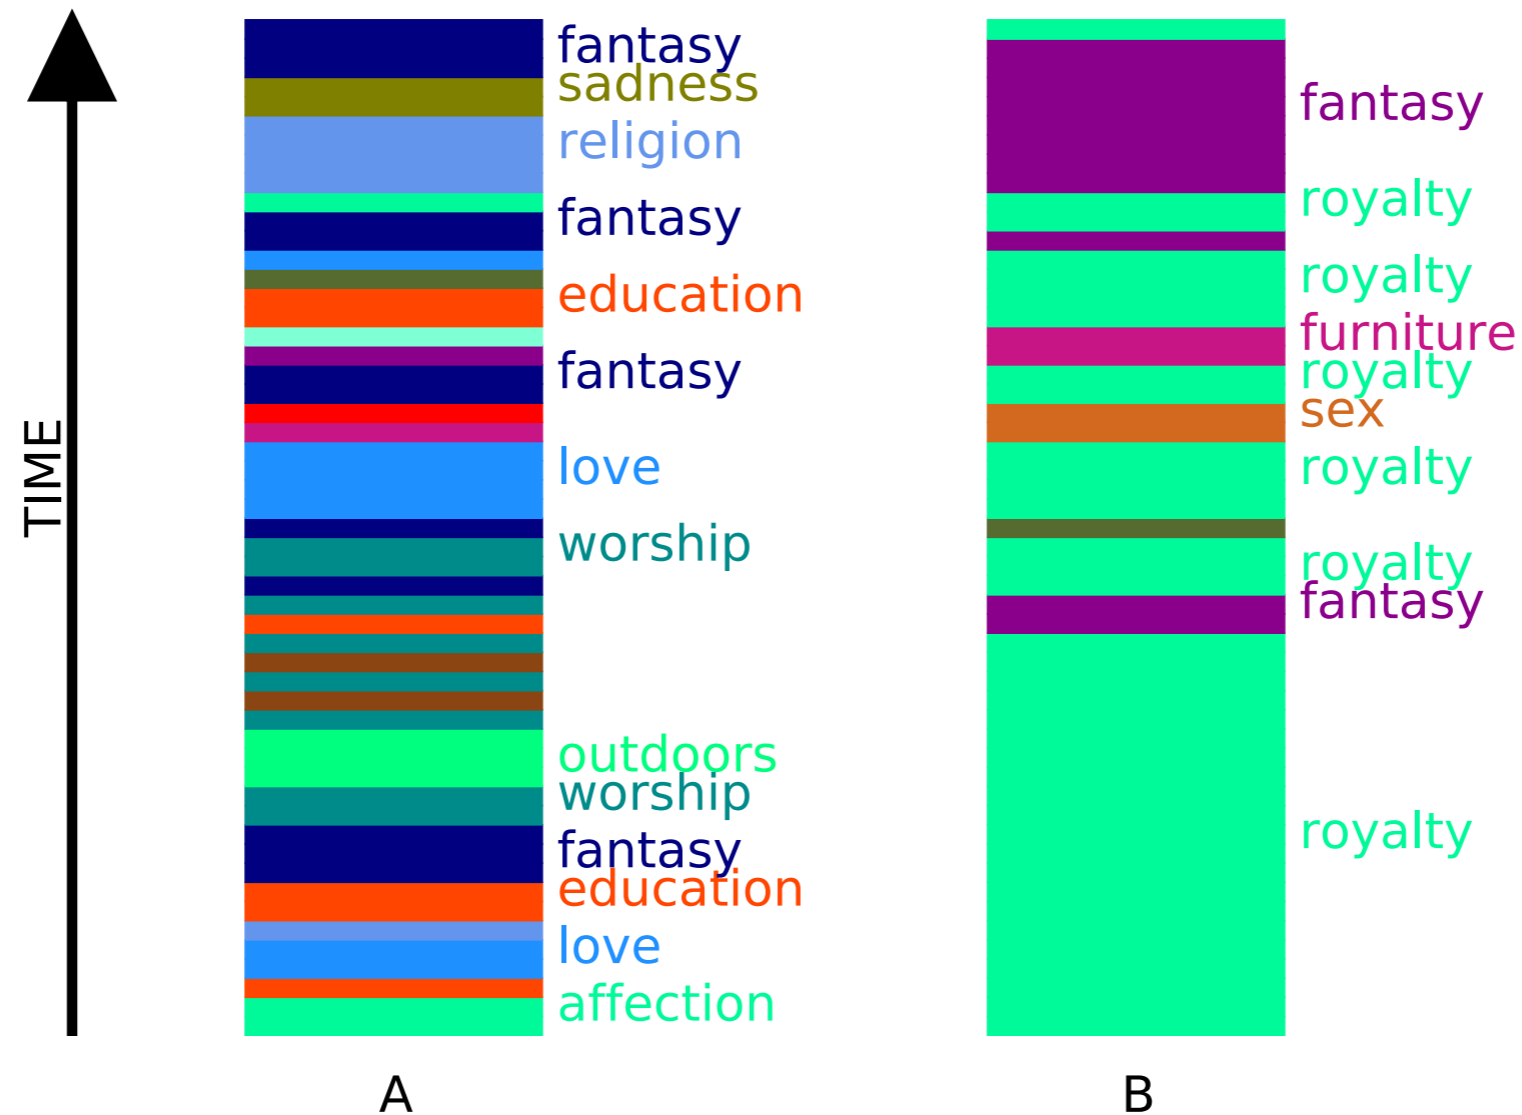 TIME
fantasy
sadness
religion
fantasy
education
fantasy
love
worship
outdoors
worship
fantasy
education
love
affection
A
fantasy
royalty
royalty
furniture
royalty
sex
royalty
royalty
fantasy
royalty
B